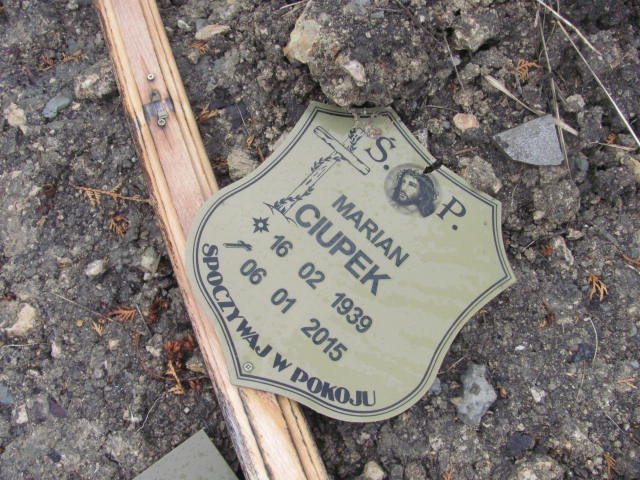 Ś. P.
MARIAN
CIUPEK
16 02 1939
06 01 2015
SPOCZYWAJ W POKOJU